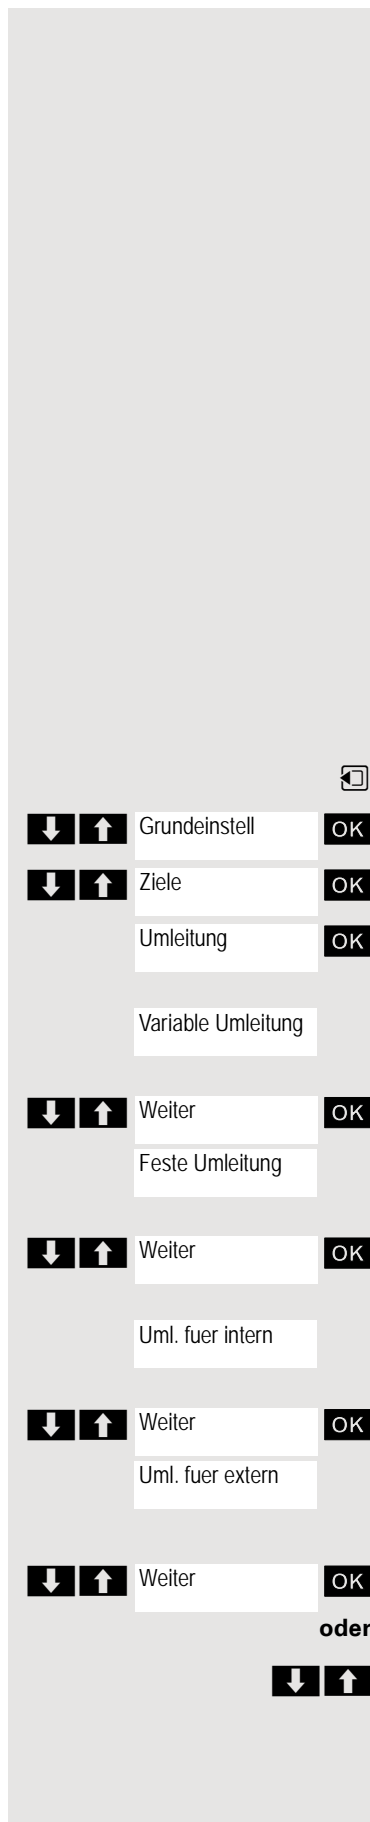 Grundeinstell OK
Ziele OK
Umleitung OK
Variable Umleitung
Weiter OK
Feste Umleitung
Weiter OK
Uml. fuer intern
Weiter OK
Uml. fuer extern
Weiter OK
oder